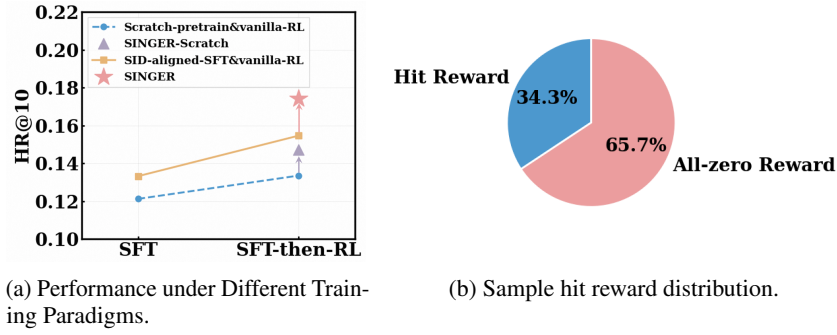 0.22
0.20
0.18
0.16
0.14
0.12
0.10
HR@10
Scratch-pretrain&vanilla-RL
SINGER-Scratch
SID-aligned-SFT&vanilla-RL
SINGER
SFT
SFT-then-RL
Hit Reward
34.3%
65.7%
All-zero Reward
(a) Performance under Different Train-
ing Paradigms.
(b) Sample hit reward distribution.